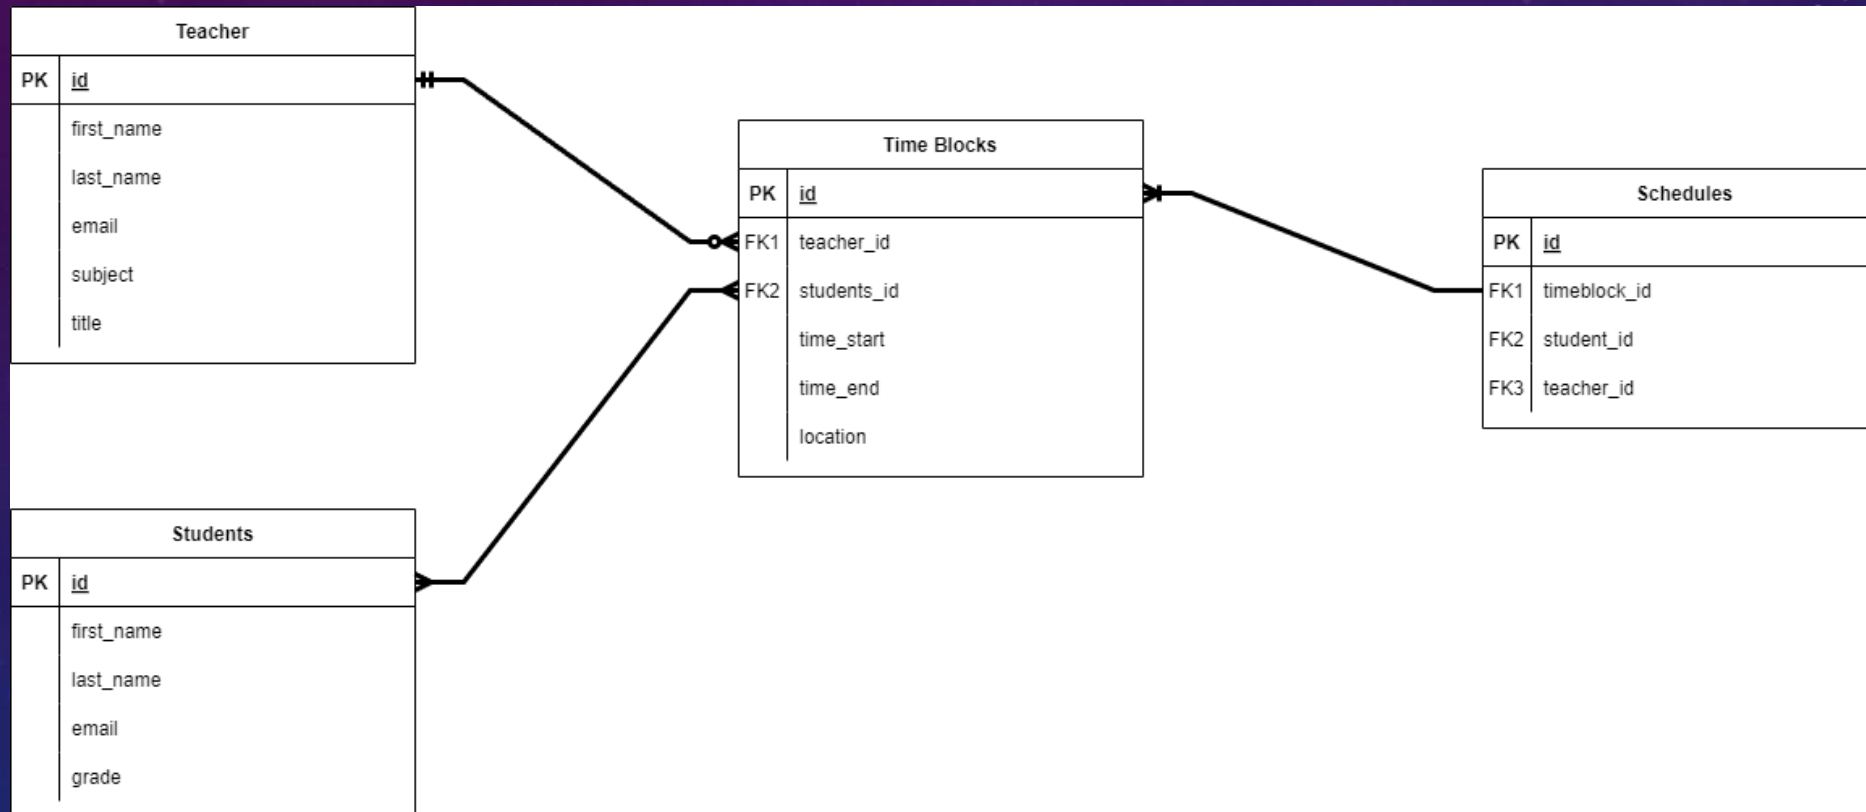 Teacher
PK id
first_name
last_name
email
subject
title
Time Blocks
PK id
FK1 teacher_id
FK2 students_id
time_start
time_end
location
Schedules
PK id
FK1 timeblock_id
FK2 student_id
FK3 teacher_id
Students
PK id
first_name
last_name
email
grade